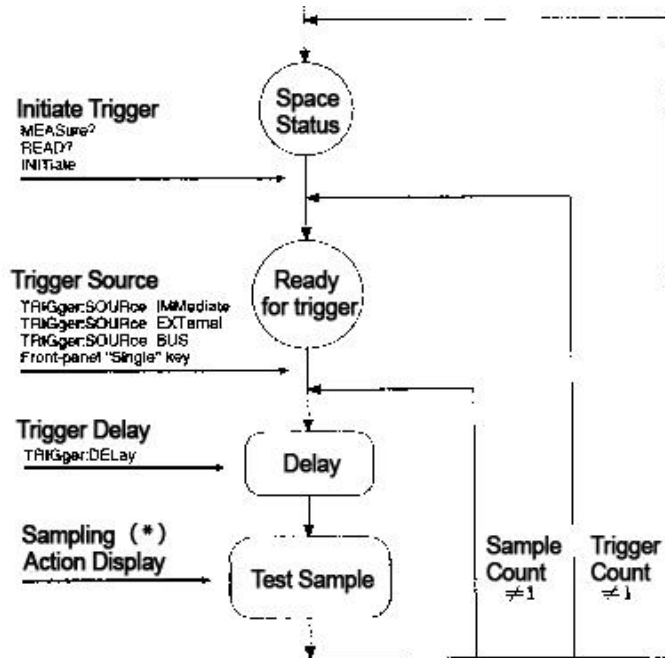 Space
Status
Initiate Trigger
MEASure?
READ?
INITiate
Ready
for trigger
Trigger Source
TRIGger:SOURce IMMediate
TRIGger:SOURce EXTernal
TRIGger:SOURce BUS
Front-panel "Single" key
Trigger Delay
TRIGger:DELay
Delay
Sampling (*)
Action Display
Test Sample
Sample
Count
≠1
Trigger
Count
≠1